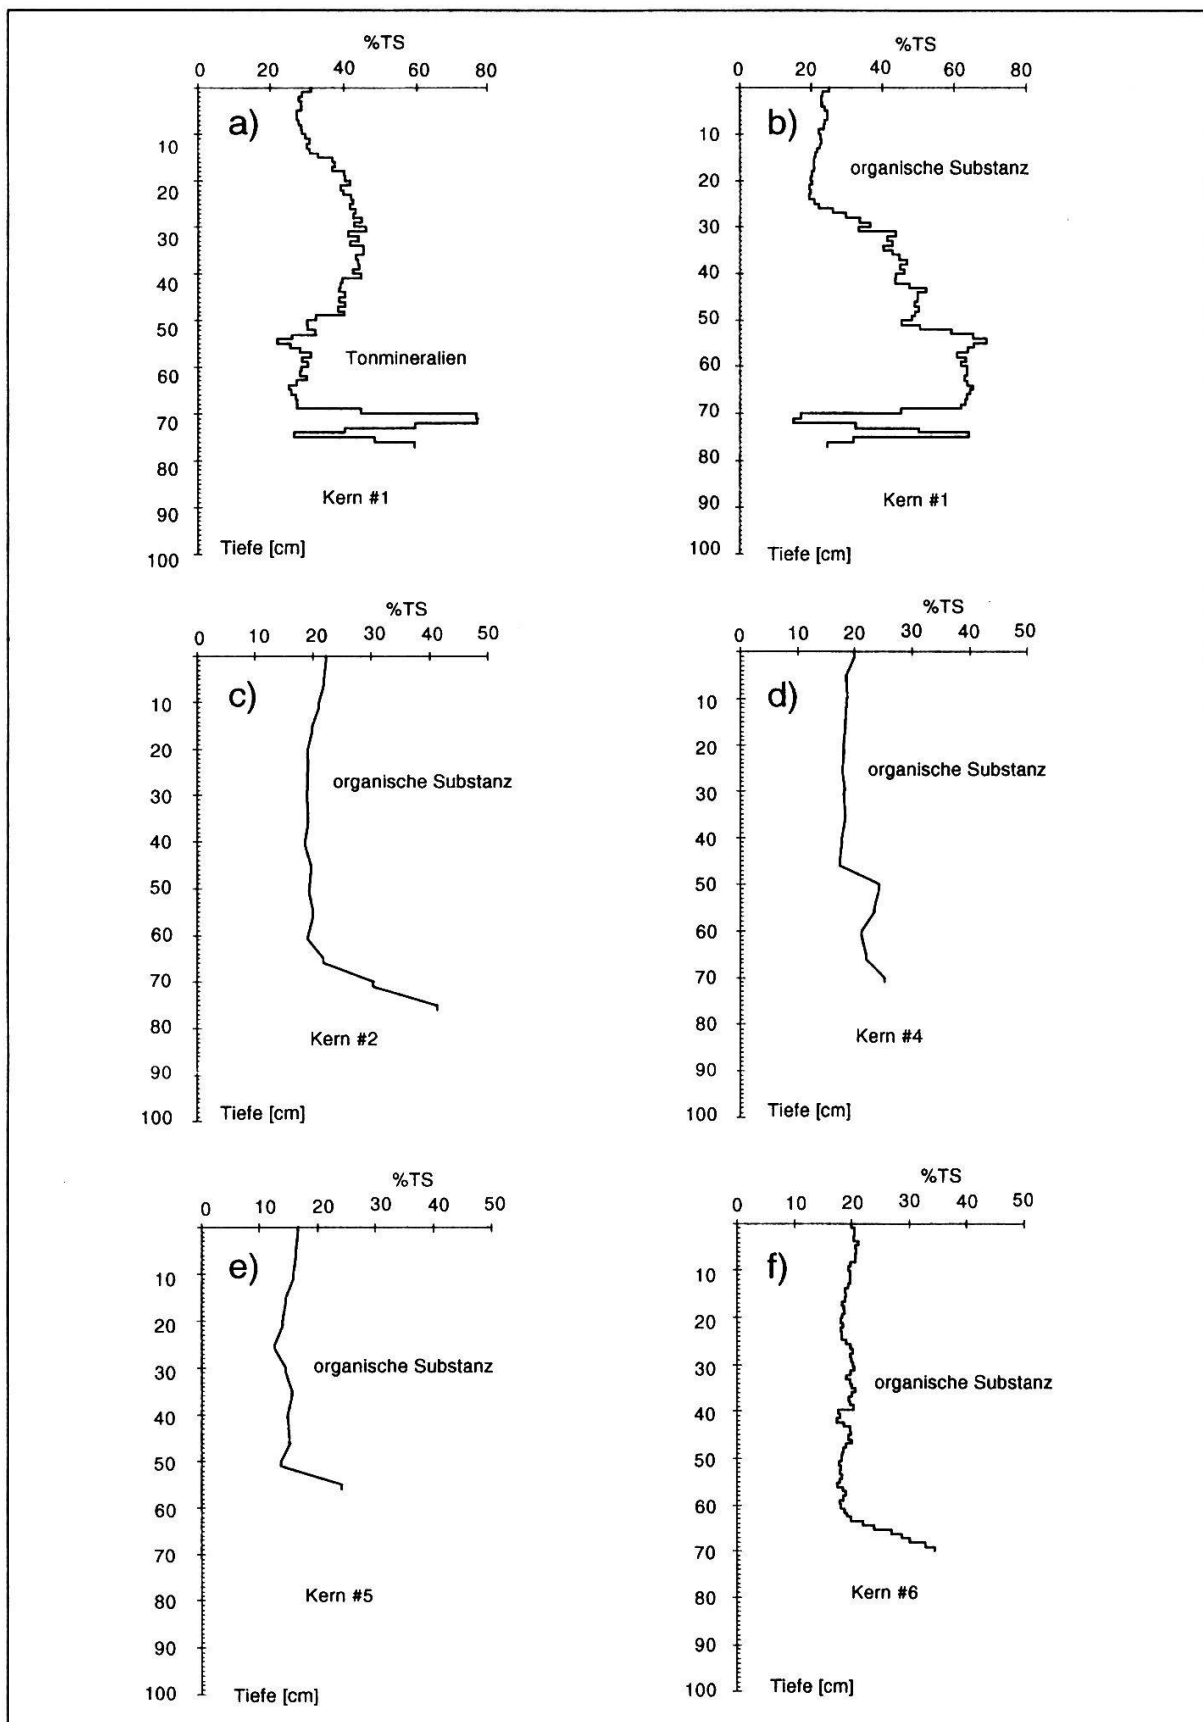 %TS
0 20 40 60 80
a)
10
20
30
40
50
60
70
80
90
100
Tonmineralien
Kern #1
Tiefe [cm]
%TS
0 20 40 60 80
b)
10
20
30
40
50
60
70
80
90
100
organische Substanz
Kern #1
Tiefe [cm]
%TS
0 10 20 30 40 50
c)
10
20
30
40
50
60
70
80
90
100
organische Substanz
Kern #2
Tiefe [cm]
%TS
0 10 20 30 40 50
d)
10
20
30
40
50
60
70
80
90
100
organische Substanz
Kern #4
Tiefe [cm]
%TS
0 10 20 30 40 50
e)
10
20
30
40
50
60
70
80
90
100
organische Substanz
Kern #5
Tiefe [cm]
%TS
0 10 20 30 40 50
f)
10
20
30
40
50
60
70
80
90
100
organische Substanz
Kern #6
Tiefe [cm]